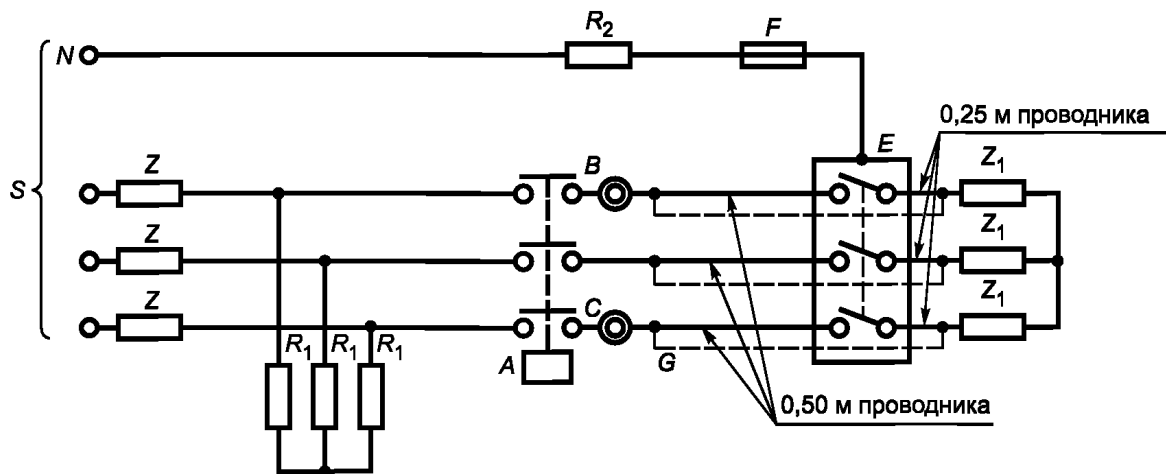 R2
F
N
0,25 м проводника
E
Z1
S
Z
B
Z
Z1
Z
C
Z1
R1 R1 R1
A
G
0,50 м проводника